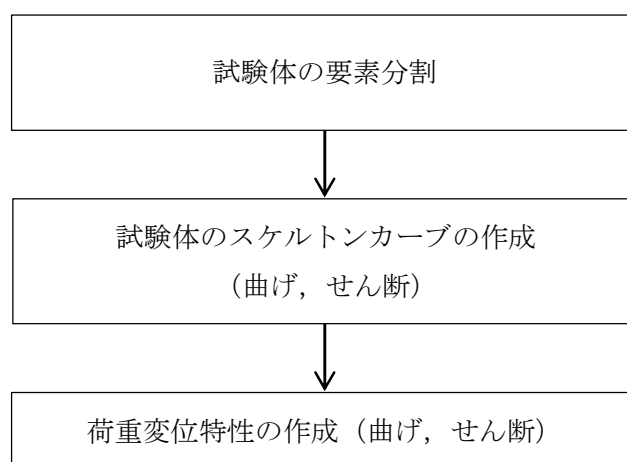 試験体の要素分割
試験体のスケルトンカーブの作成
（曲げ，せん断）
荷重変位特性の作成（曲げ，せん断）